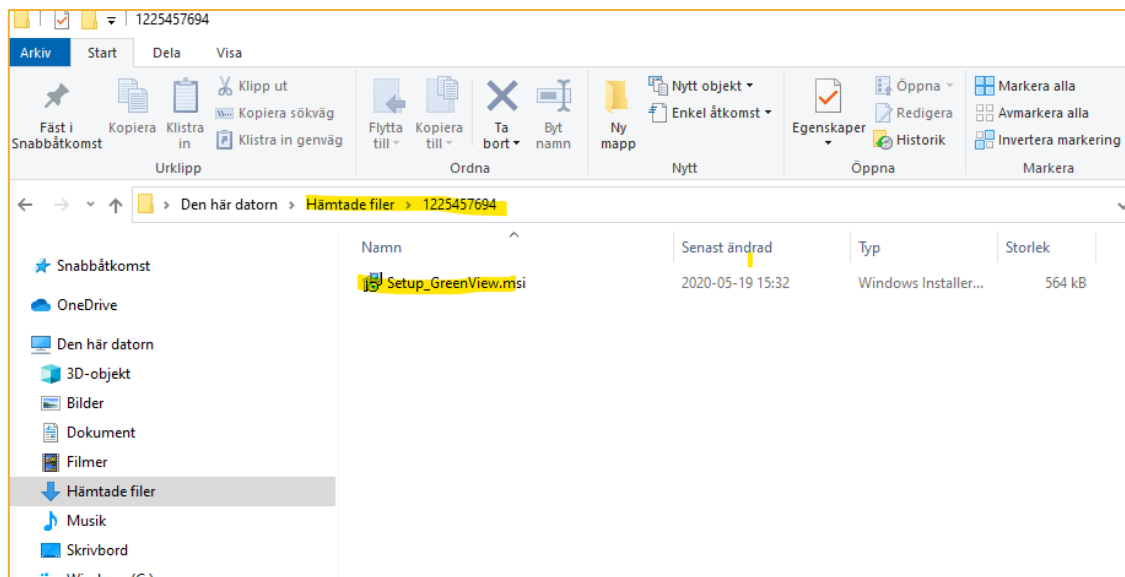 1225457694
Arkiv Start Dela Visa
Fäst i Snabbåtkomst
Kopiera
Klistra in
Klipp ut
Kopiera sökväg
Klistra in genväg
Urklipp
Flytta till
Kopiera till
Ta bort
Byt namn
Ordna
Ny mapp
Nytt objekt
Enkel åtkomst
Nytt
Egenskaper
Öppna
Redigera
Historik
Öppna
Markera alla
Avmarkera alla
Invertera markering
Markera
Den här datorn > Hämtade filer > 1225457694
Namn Senast ändrad Typ Storlek
Setup_GreenView.msi 2020-05-19 15:32 Windows Installer... 564 kB
Snabbåtkomst
OneDrive
Den här datorn
3D-objekt
Bilder
Dokument
Filmer
Hämtade filer
Musik
Skrivbord